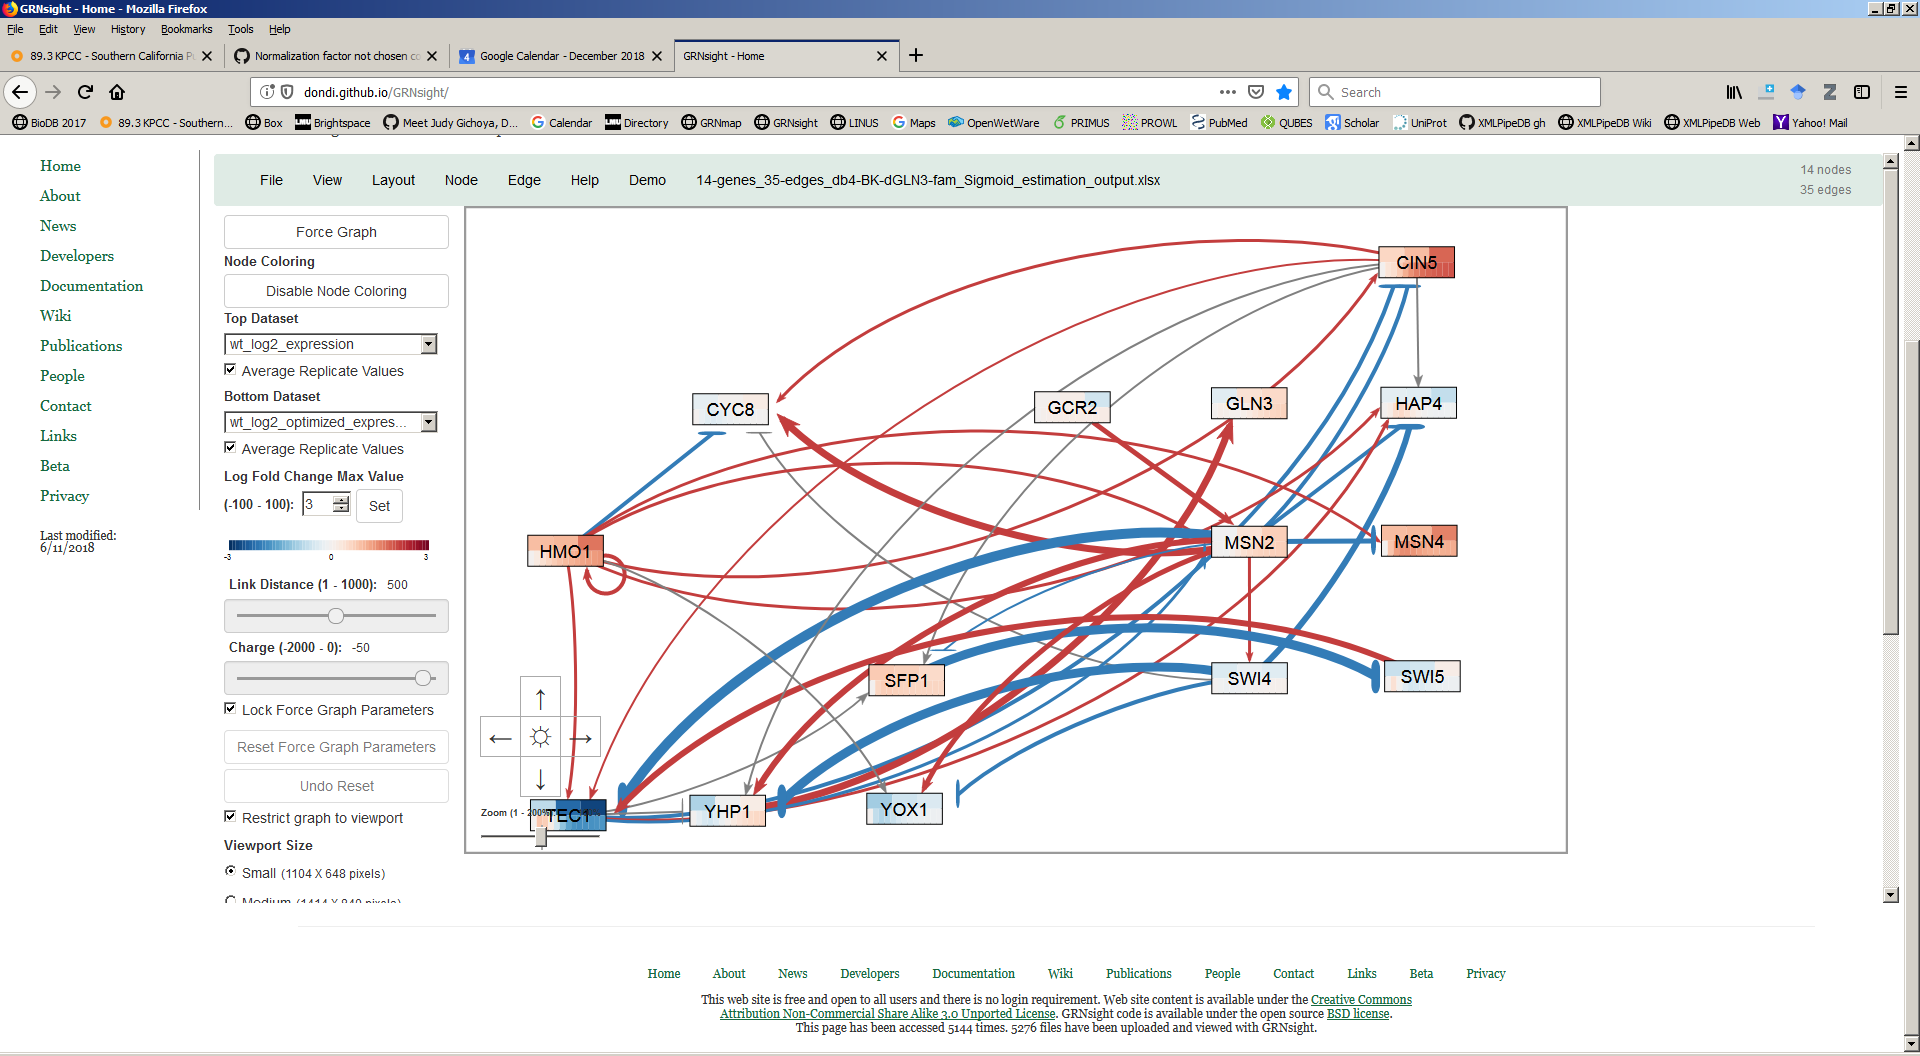 GRNsight - Home - Mozilla Firefox
File Edit View History Bookmarks Tools Help
89.3 KPCC - Southern California Pu
Normalization factor not chosen co
Google Calendar - December 2018
GRNsight - Home
dondi.github.io/GRNsight/
Search
BioDB 2017 89.3 KPCC - Southern... Box Brightspace Meet Judy Gichoya, D... Calendar Directory GRNmap GRNsight LINUS Maps OpenWetWare PRIMUS PROWL PubMed QUBES Scholar UniProt XMLPipeDB gh XMLPipeDB Wiki XMLPipeDB Web Yahoo! Mail
Home
About
News
Developers
Documentation
Wiki
Publications
People
Contact
Links
Beta
Privacy
Last modified:
6/11/2018
File View Layout Node Edge Help Demo 14-genes_35-edges_db4-BK-dGLN3-fam_Sigmoid_estimation_output.xlsx
14 nodes
35 edges
Force Graph
Node Coloring
Disable Node Coloring
Top Dataset
wt_log2_expression
Average Replicate Values
Bottom Dataset
wt_log2_optimized_expres...
Average Replicate Values
Log Fold Change Max Value
(-100 - 100): 3 Set
-3 0 3
Link Distance (1 - 1000): 500
Charge (-2000 - 0): -50
Lock Force Graph Parameters
Reset Force Graph Parameters
Undo Reset
Restrict graph to viewport
Viewport Size
Small (1104 X 648 pixels)
Medium (1414 X 840 pixels)
CIN5
CYC8 GCR2 GLN3 HAP4
HMO1 MSN2 MSN4
SFP1 SWI4 SWI5
Zoom (1 - 200%):
TEC1 YHP1 YOX1
Home About News Developers Documentation Wiki Publications People Contact Links Beta Privacy
This web site is free and open to all users and there is no login requirement. Web site content is available under the Creative Commons
Attribution Non-Commercial Share Alike 3.0 Unported License. GRNsight code is available under the open source BSD license.
This page has been accessed 5144 times. 5276 files have been uploaded and viewed with GRNsight.